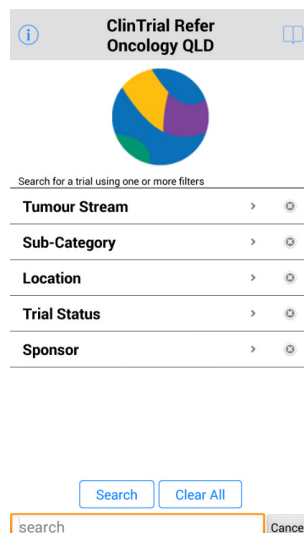 ClinTrial Refer
Oncology QLD
Search for a trial using one or more filters
Tumour Stream
Sub-Category
Location
Trial Status
Sponsor
Search Clear All
search Cance